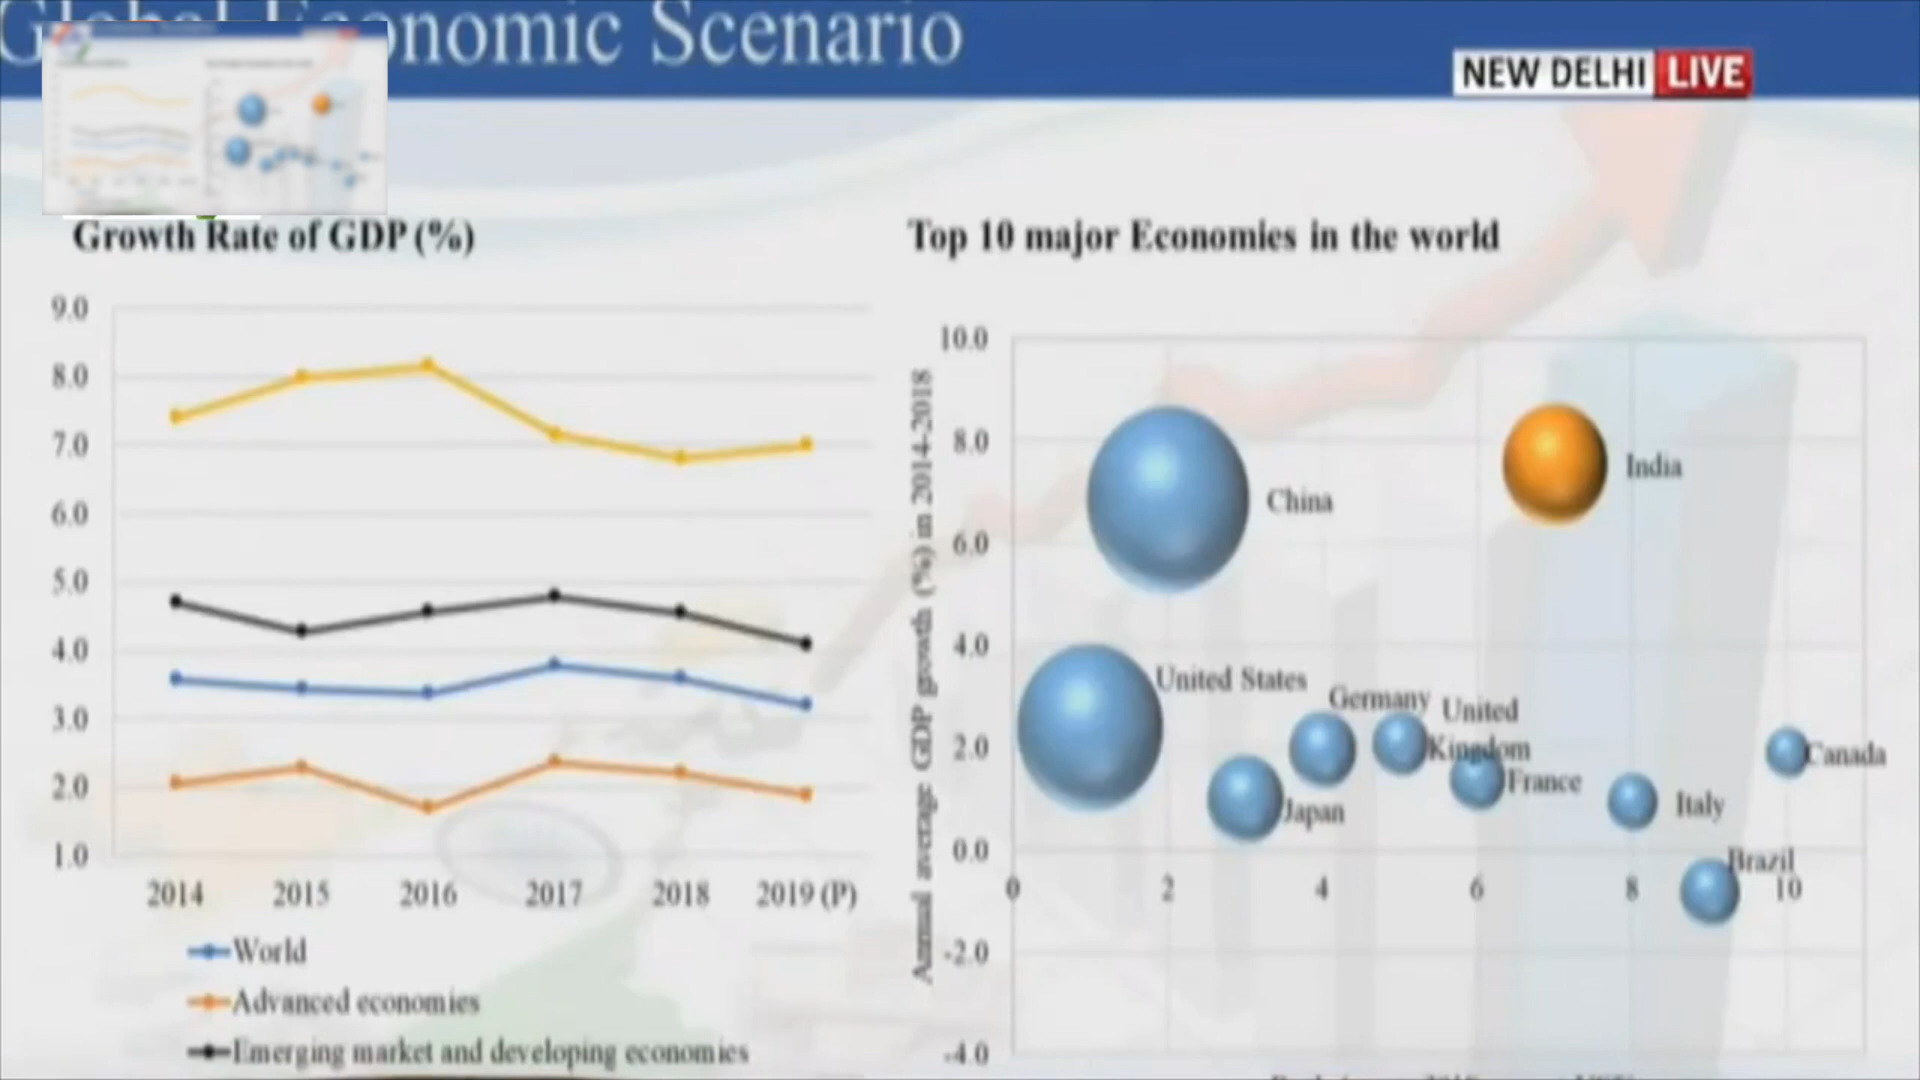 Global Economic Scenario
NEW DELHI LIVE
Growth Rate of GDP (%)
9.0
8.0
7.0
6.0
5.0
4.0
3.0
2.0
1.0
2014 2015 2016 2017 2018 2019 (P)
World
Advanced economies
Emerging market and developing economies
Top 10 major Economies in the world
Annual average GDP growth (%) in 2014-2018
10.0
8.0
6.0
4.0
2.0
0.0
-2.0
-4.0
0 2 4 6 8 10
China
India
United States
Germany
United
Kingdom
France
Japan
Italy
Canada
Brazil